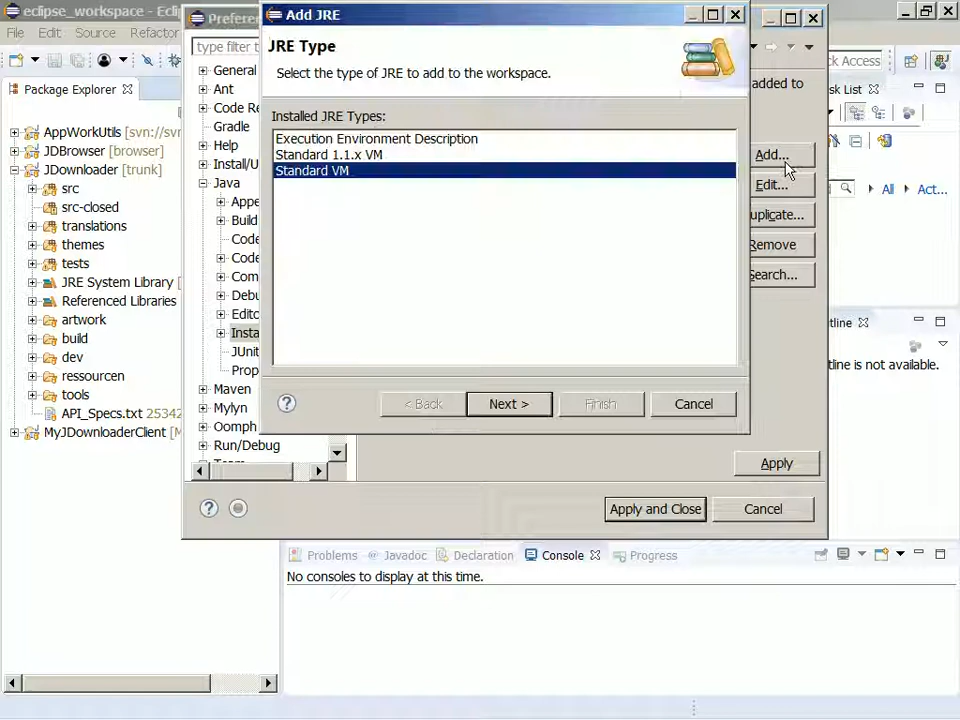 eclipse_workspace - Ecli
Preferen
Add JRE
File Edit Source Refactor
type filter t
JRE Type
Select the type of JRE to add to the workspace.
Access
added to
Package Explorer
sk List
General
Ant
Code Re
Gradle
Help
Install/U
Java
Appe
Build
Code
Code
Com
Debu
Edito
Insta
JUnit
Prop
Maven
Mylyn
Oomph
Run/Debug
Installed JRE Types:
Execution Environment Description
Standard 1.1.x VM
Standard VM
AppWorkUtils [svn://svn
JDBrowser [browser]
JDownloader [trunk]
src
src-closed
translations
themes
tests
JRE System Library [
Referenced Libraries
artwork
build
dev
ressourcen
tools
API_Specs.txt 25342
MyJDownloaderClient [M
Add...
Edit...
uplicate...
Remove
Search...
All
Act...
utline
tline is not available.
< Back
Next >
Finish
Cancel
Apply
Apply and Close
Cancel
Problems Javadoc Declaration Console Progress
No consoles to display at this time.